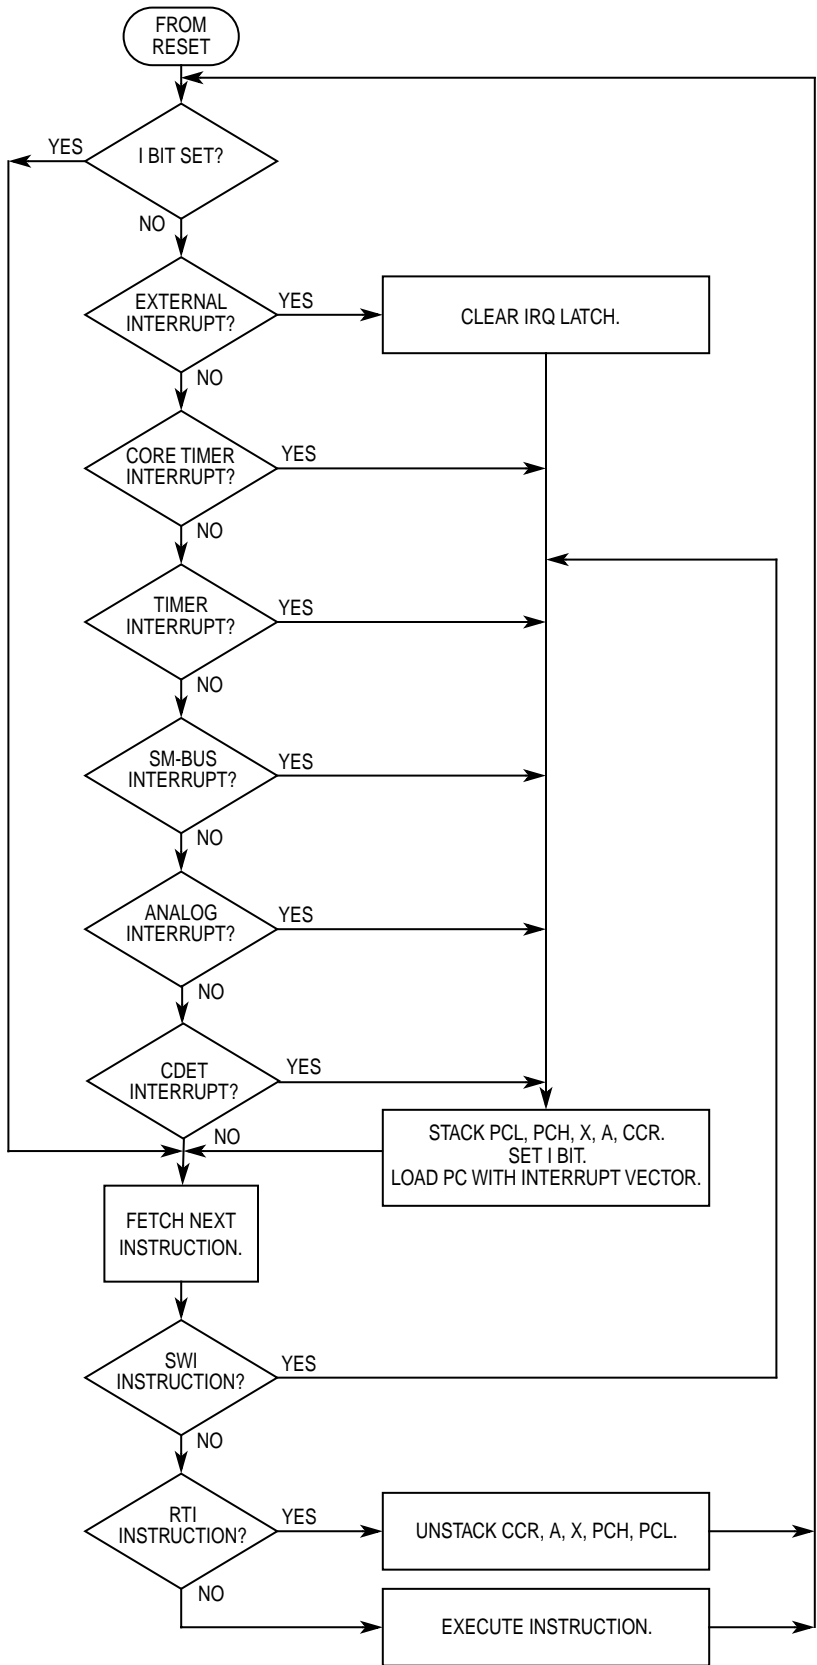 FROM
RESET
YES
I BIT SET?
NO
EXTERNAL
INTERRUPT?
YES
CLEAR IRQ LATCH.
NO
CORE TIMER
INTERRUPT?
YES
NO
TIMER
INTERRUPT?
YES
NO
SM-BUS
INTERRUPT?
YES
NO
ANALOG
INTERRUPT?
YES
NO
CDET
INTERRUPT?
YES
NO
STACK PCL, PCH, X, A, CCR.
SET I BIT.
LOAD PC WITH INTERRUPT VECTOR.
FETCH NEXT
INSTRUCTION.
SWI
INSTRUCTION?
YES
NO
RTI
INSTRUCTION?
YES
UNSTACK CCR, A, X, PCH, PCL.
NO
EXECUTE INSTRUCTION.